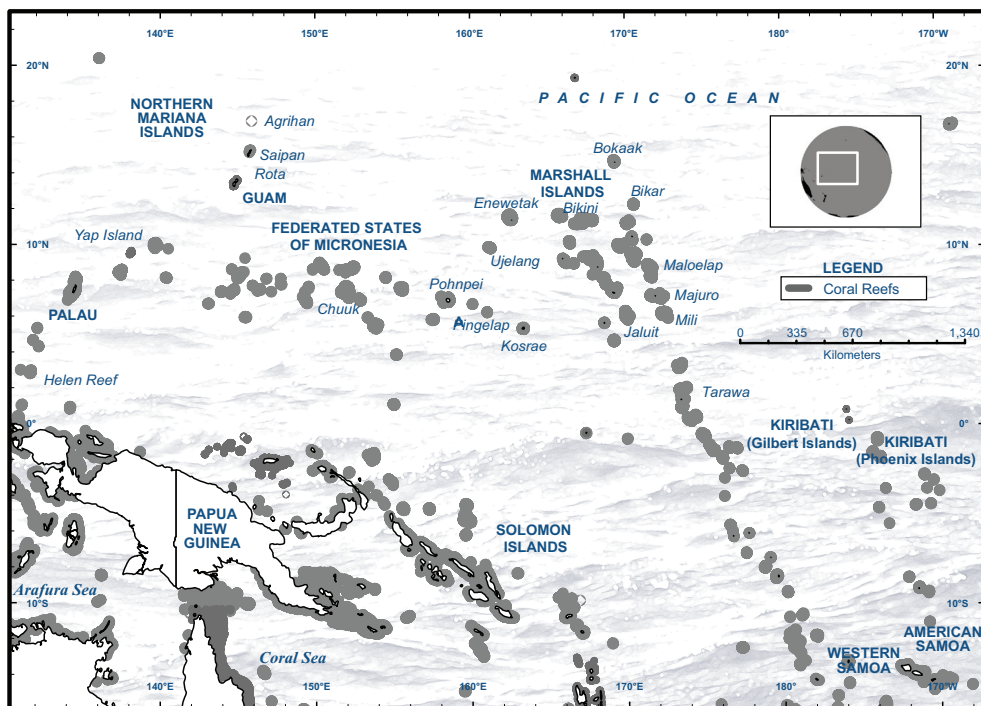 140°E
150°E
160°E
170°E
180°
170°W
20°N
20°N
PACIFIC OCEAN
NORTHERN
MARIANA
ISLANDS
Agrihan
Saipan
Rota
GUAM
Bokaak
MARSHALL
ISLANDS
Bikar
Enewetak
Bikini
FEDERATED STATES
OF MICRONESIA
Yap Island
10°N
10°N
Ujelang
Maloelap
LEGEND
Coral Reefs
Pohnpei
Chuuk
PALAU
A
Pingelap
Kosrae
Majuro
Mili
Jaluit
0
335
670
1,340
Kilometers
Helen Reef
Tarawa
0°
0°
KIRIBATI
(Gilbert Islands)
KIRIBATI
(Phoenix Islands)
PAPUA
NEW
GUINEA
SOLOMON
ISLANDS
Arafura Sea
10°S
10°S
Coral Sea
WESTERN
SAMOA
AMERICAN
SAMOA
140°E
150°E
160°E
170°E
180°
170°W